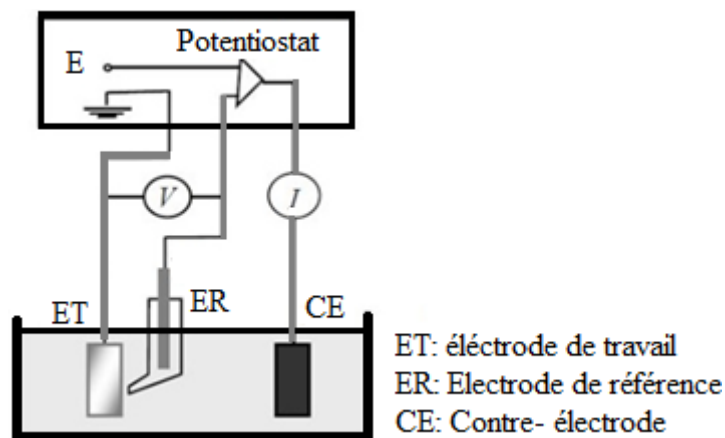 Potentiostat
E
V
I
ET
ER
CE
ET: éléctrode de travail
ER: Electrode de référence
CE: Contre- électrode